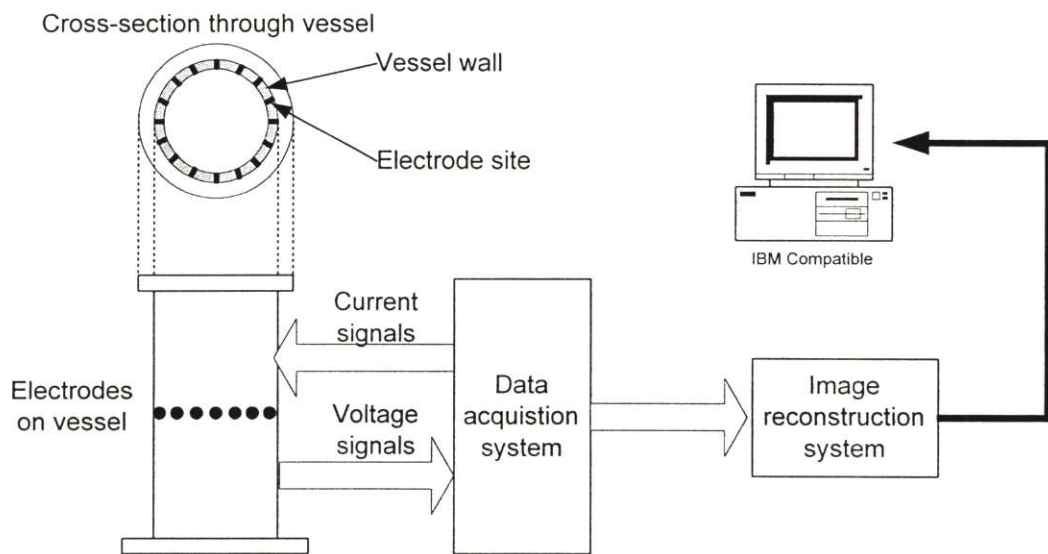 Cross-section through vessel
Vessel wall
Electrode site
IBM Compatible
Current
signals
Electrodes
on vessel
Voltage
signals
Data
acquistion
system
Image
reconstruction
system